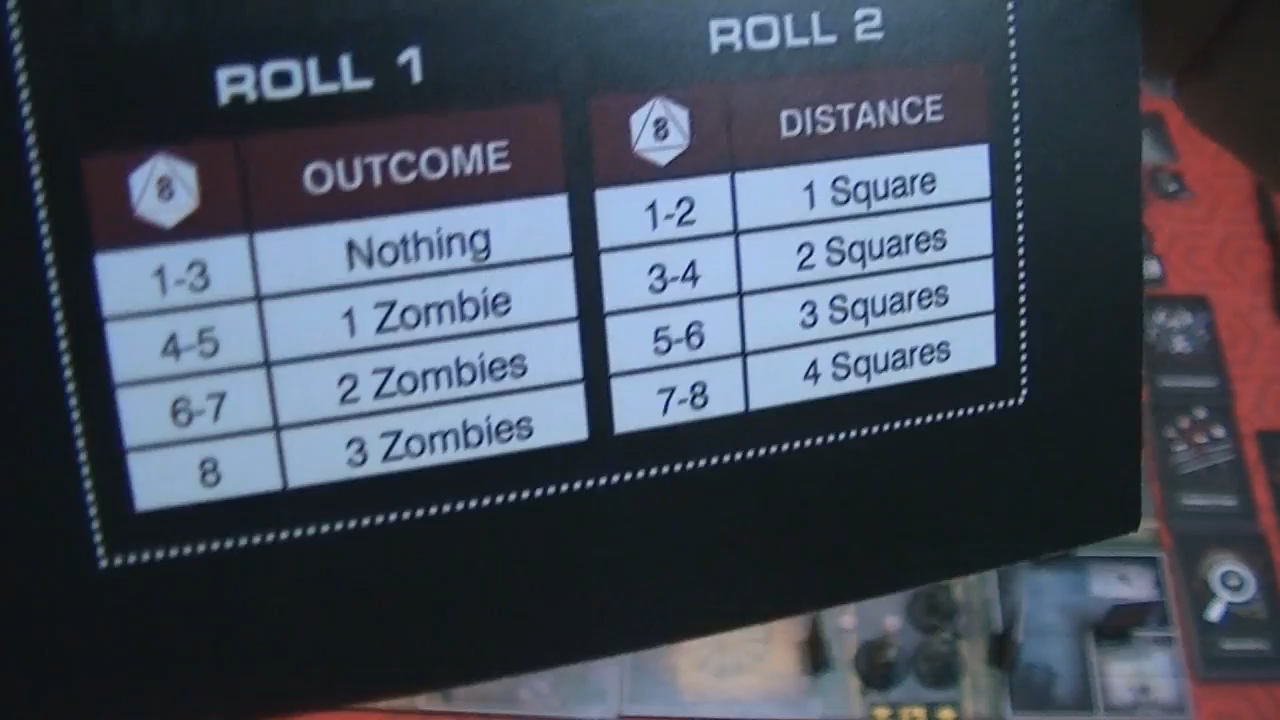 ROLL 1
8 OUTCOME
1-3 Nothing
4-5 1 Zombie
6-7 2 Zombies
8 3 Zombies
ROLL 2
8 DISTANCE
1-2 1 Square
3-4 2 Squares
5-6 3 Squares
7-8 4 Squares